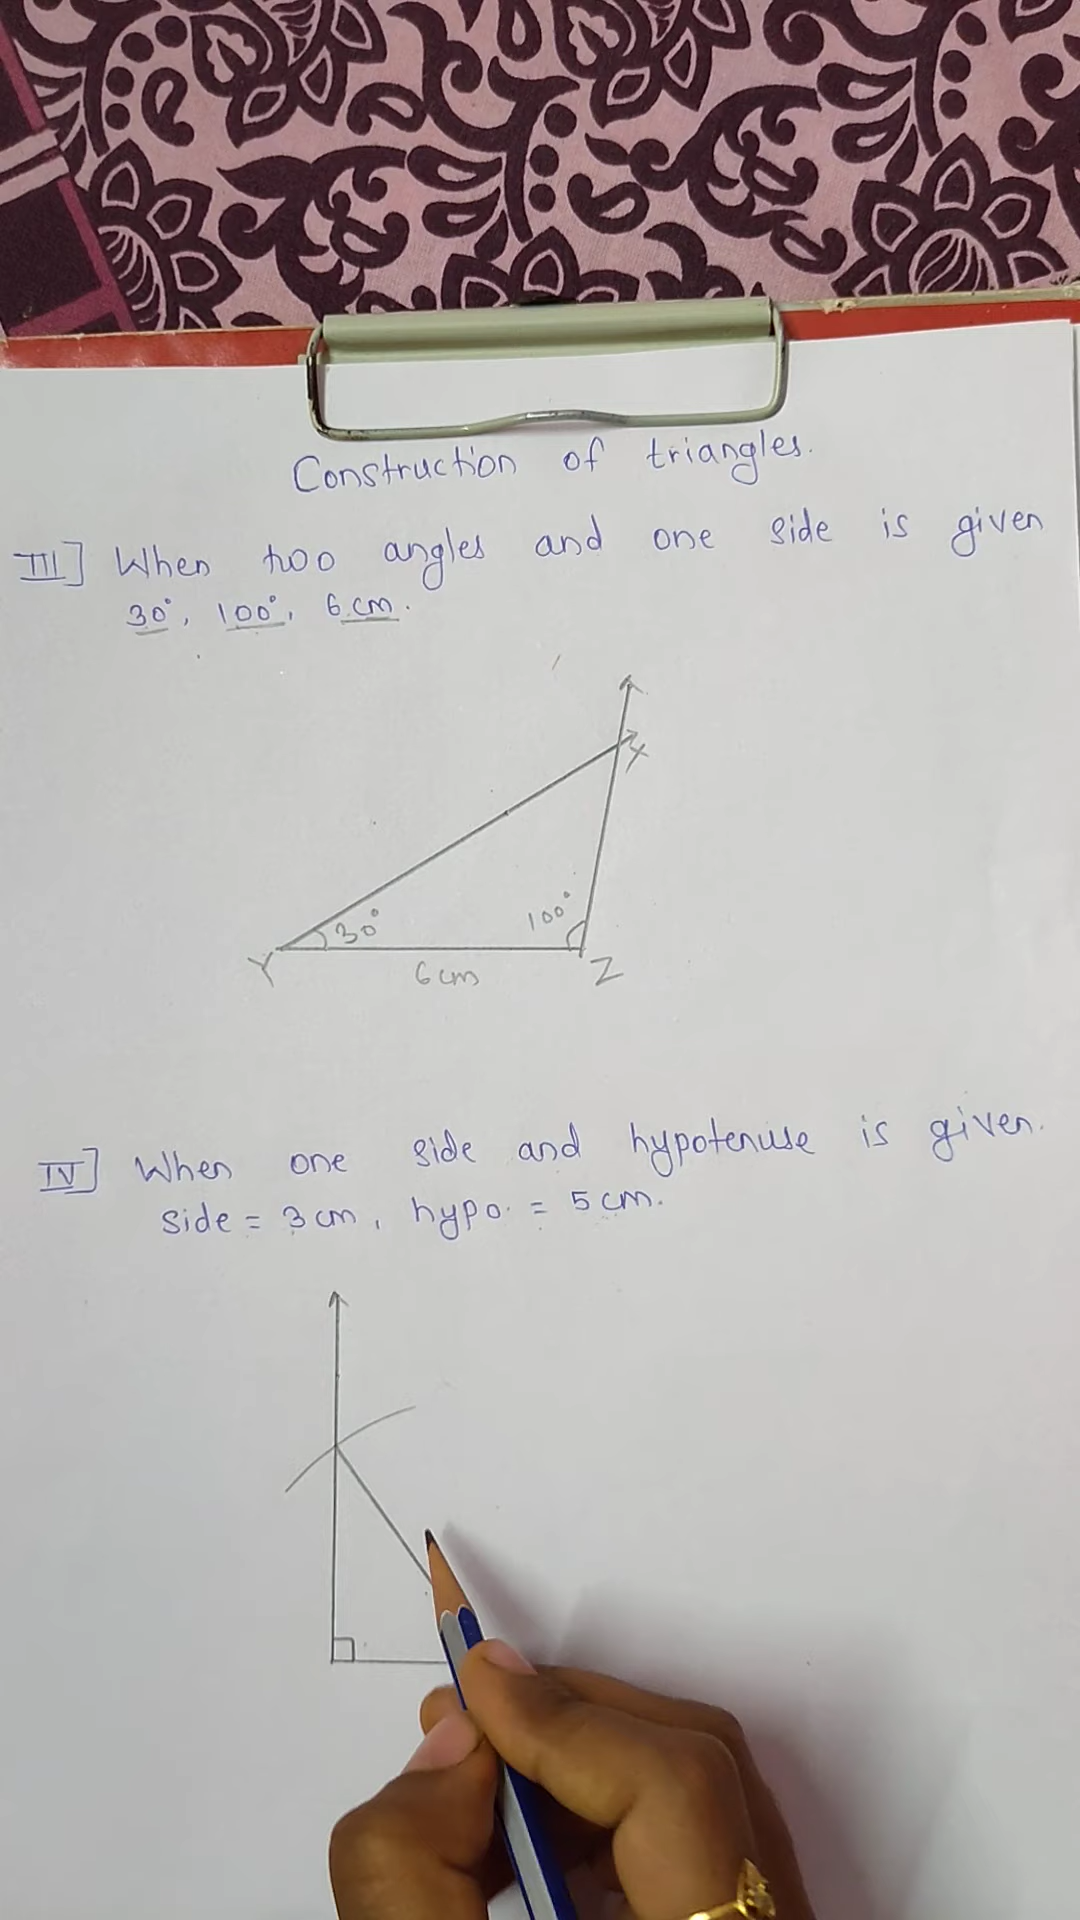 Construction of triangles.
III] When two angles and one side is given
30°, 100°, 6 cm.
X
30°
100°
Y
6 cm
Z
IV] When one side and hypotenuse is given.
side = 3 cm, hypo. = 5 cm.